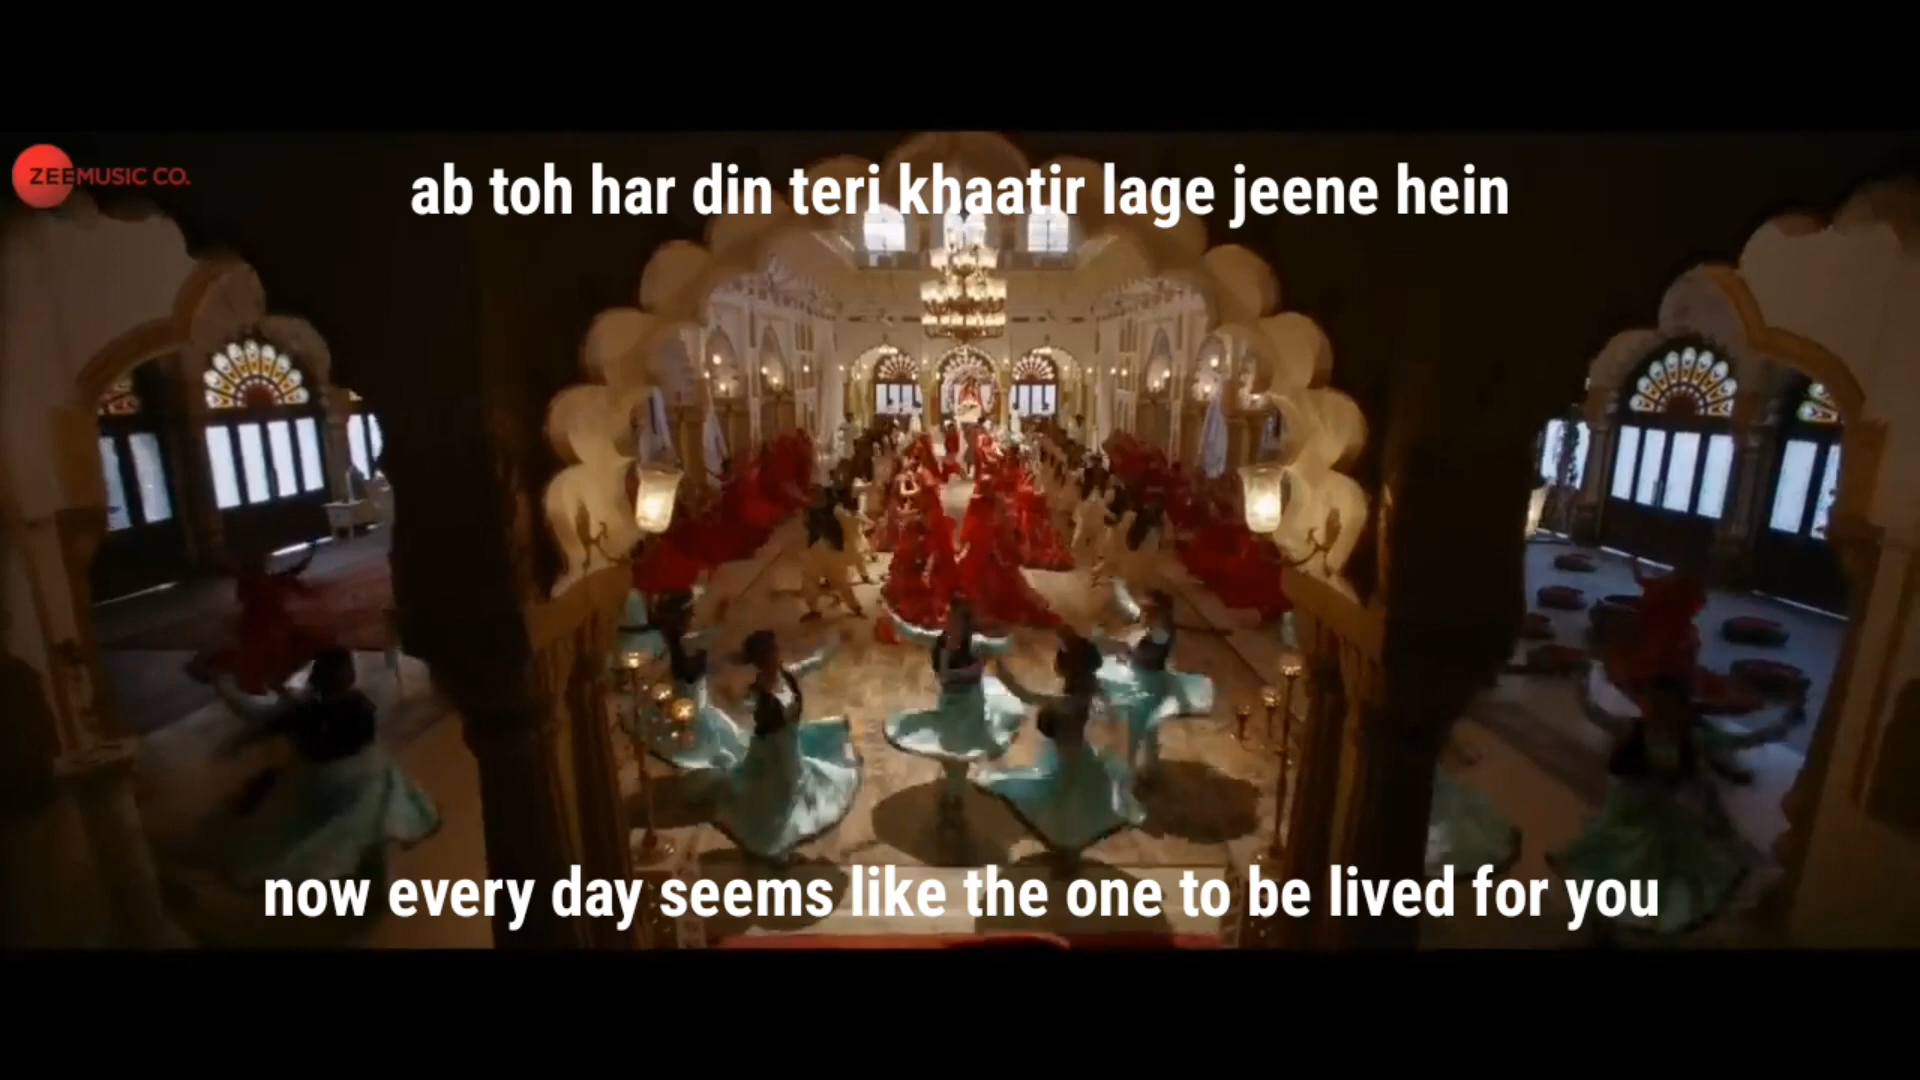 ZEEMUSIC CO.
ab toh har din teri khaatir lage jeene hein
now every day seems like the one to be lived for you